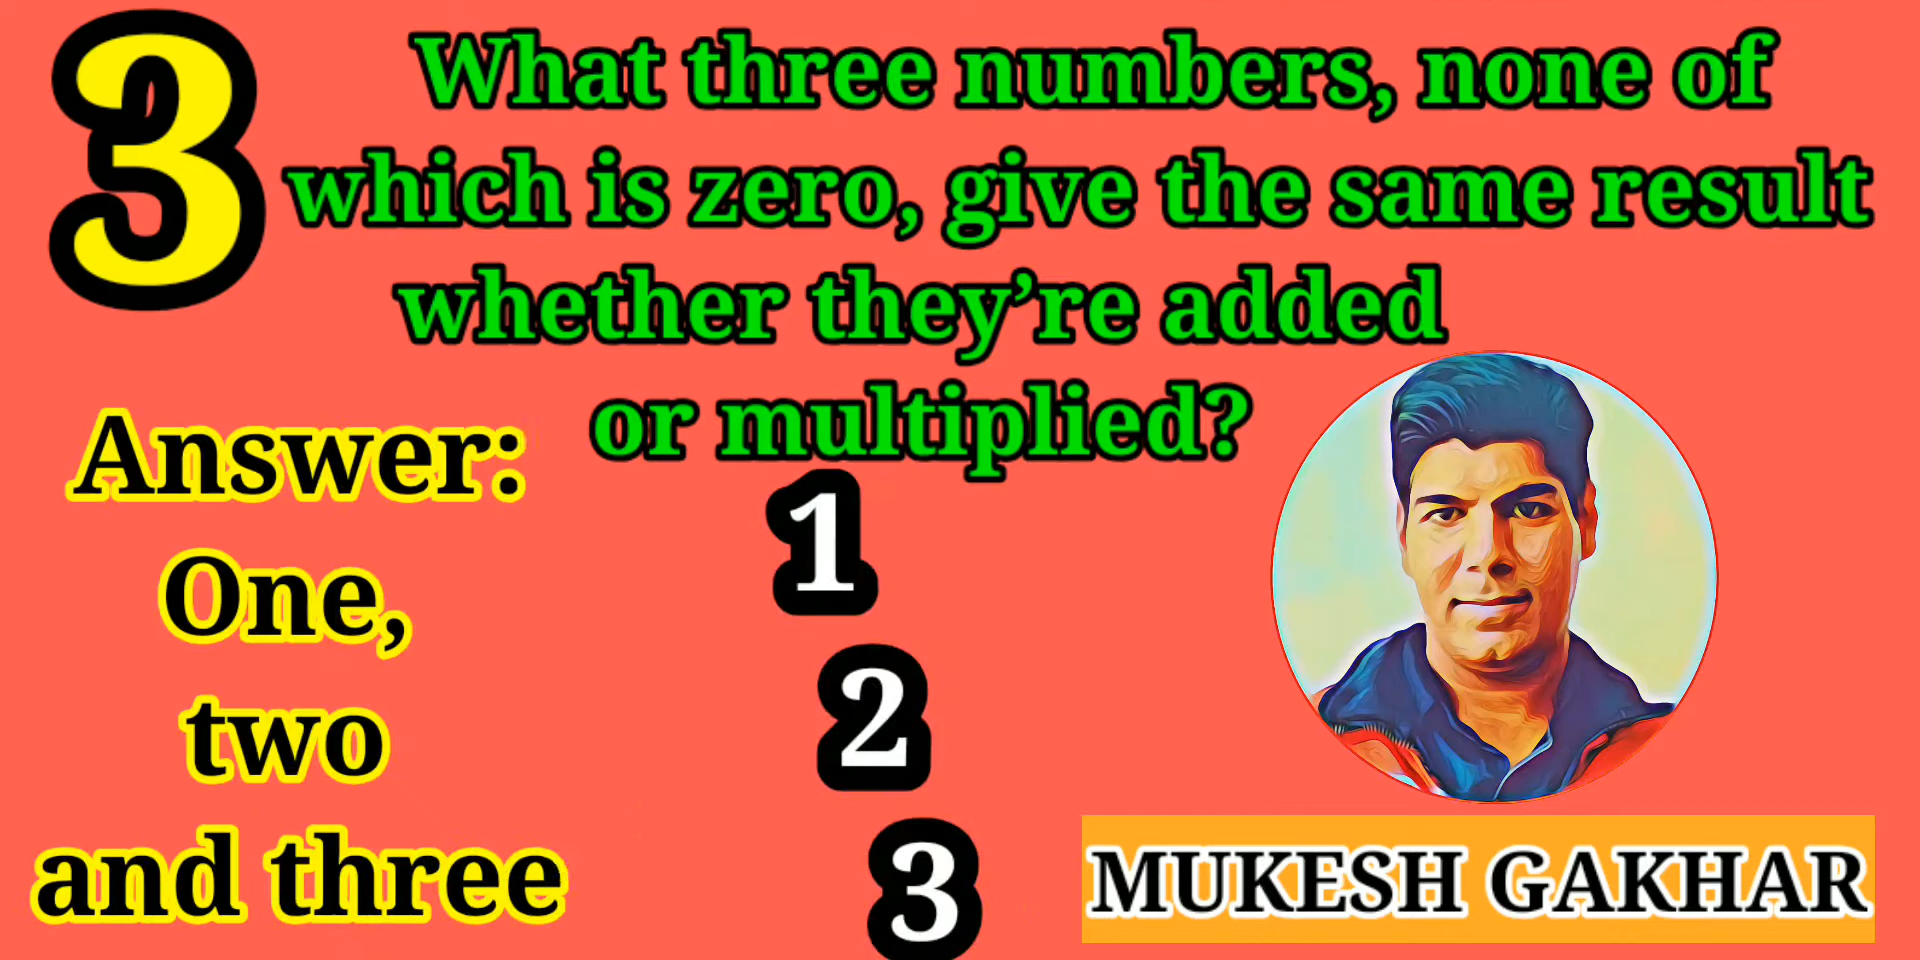 3
What three numbers, none of
which is zero, give the same result
whether they’re added
or multiplied?
Answer:
One,
two
and three
1
2
3
MUKESH GAKHAR